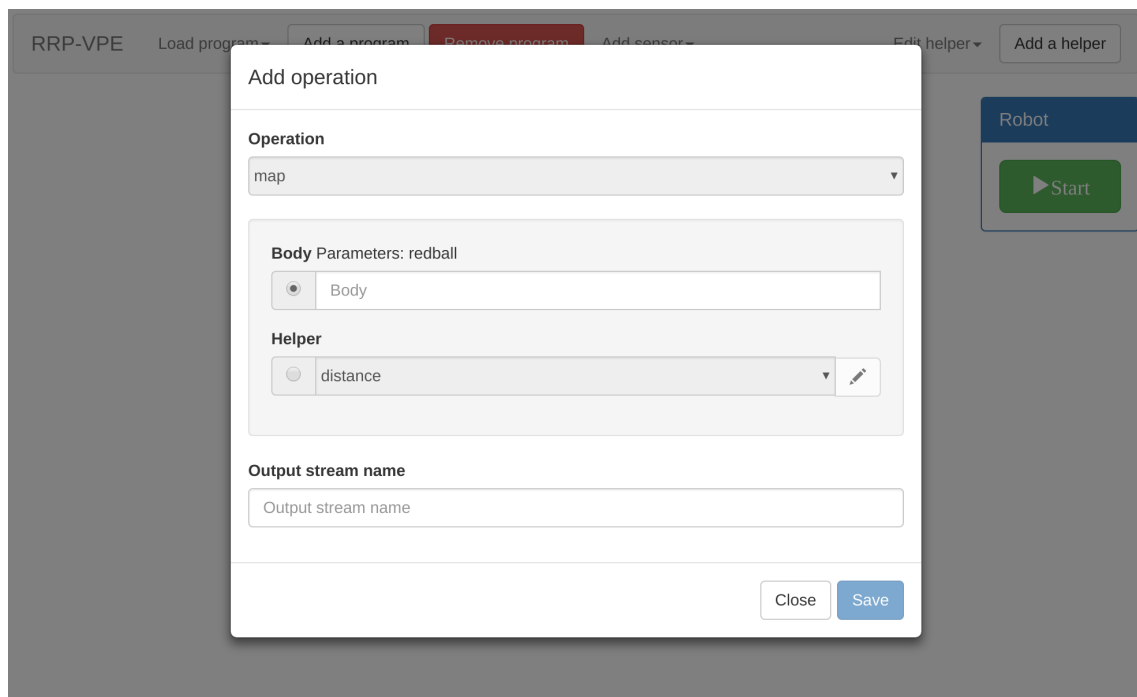 RRP-VPE Load program Add a program Remove program Add sensor Edit helper Add a helper
Add operation
Robot
Operation
map
Start
Body Parameters: redball
Body
Helper
distance
Output stream name
Output stream name
Close Save